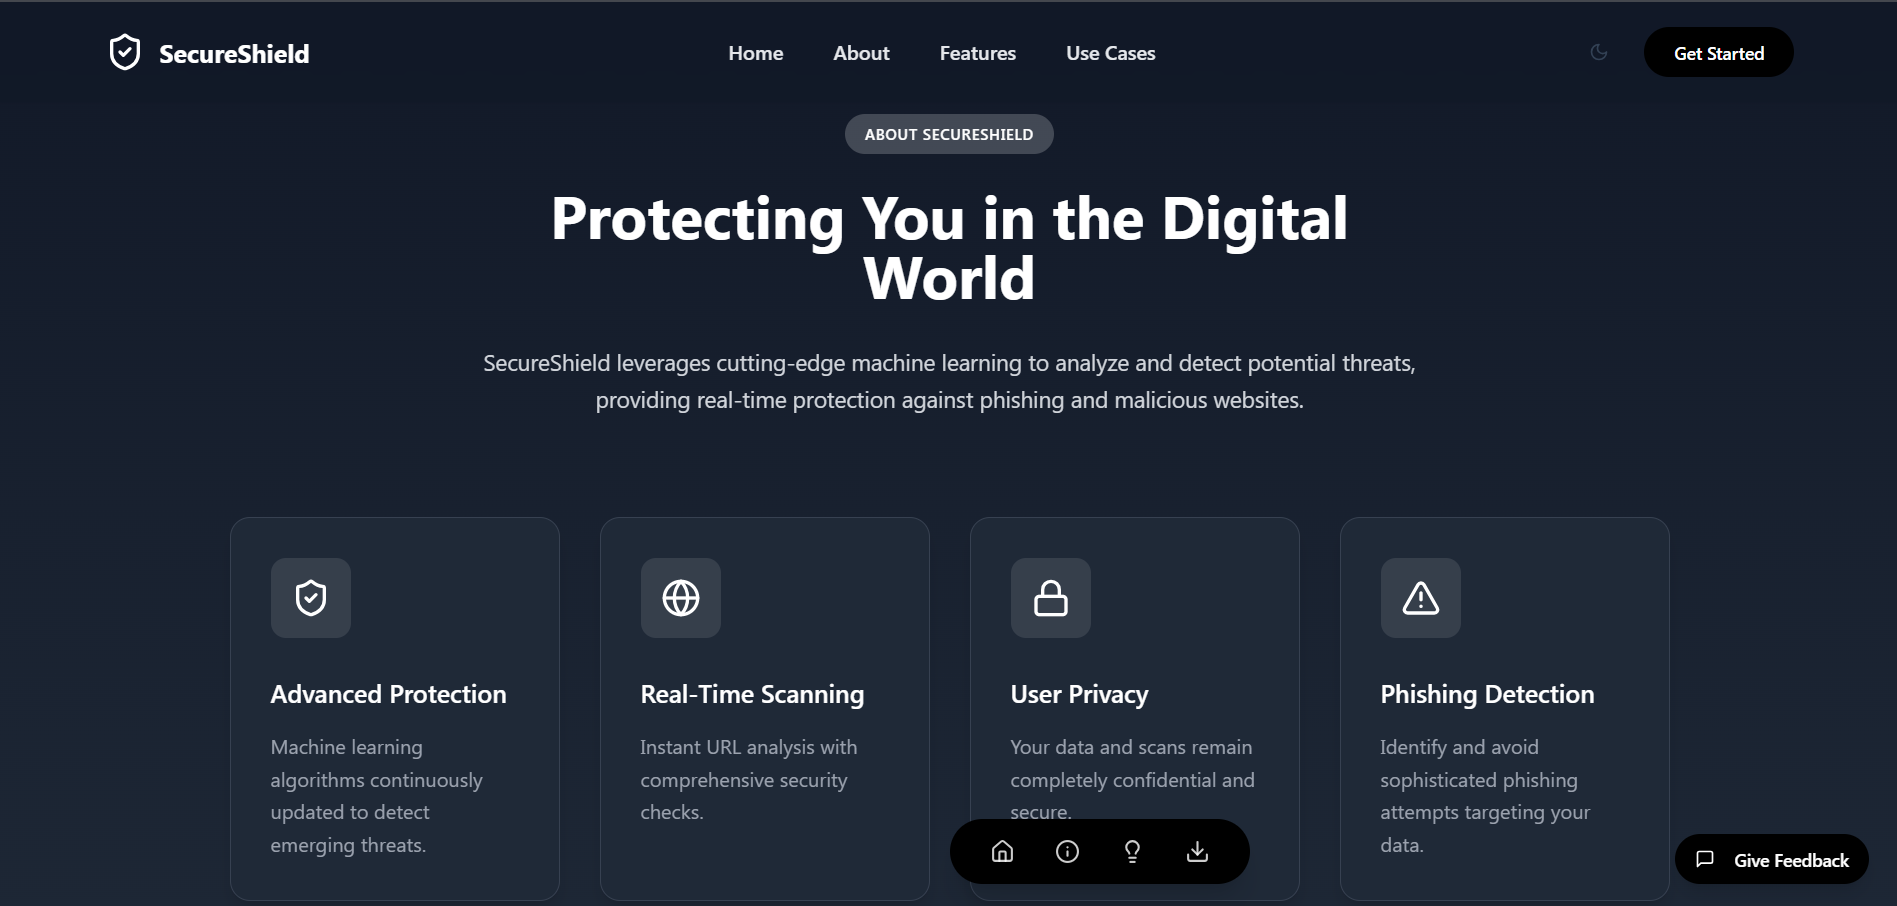 SecureShield
Home About Features Use Cases
Get Started
ABOUT SECURESHIELD
Protecting You in the Digital
World
SecureShield leverages cutting-edge machine learning to analyze and detect potential threats,
providing real-time protection against phishing and malicious websites.
Advanced Protection
Machine learning
algorithms continuously
updated to detect
emerging threats.
Real-Time Scanning
Instant URL analysis with
comprehensive security
checks.
User Privacy
Your data and scans remain
completely confidential and
secure.
Phishing Detection
Identify and avoid
sophisticated phishing
attempts targeting your
data.
Give Feedback